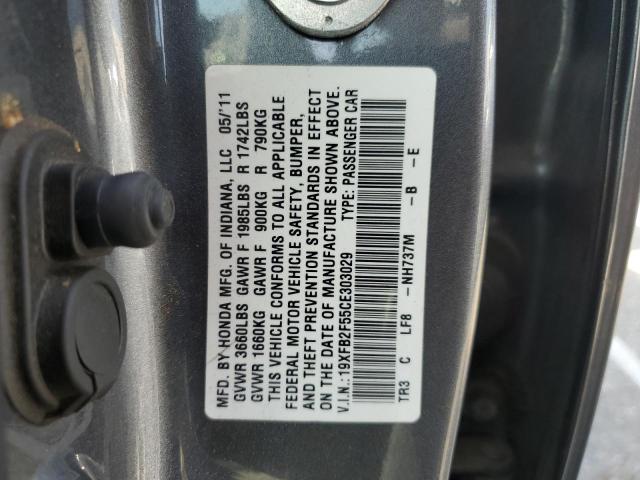 MFD. BY HONDA MFG. OF INDIANA, LLC 05/'11
GVWR 3660LBS GAWR F 1985LBS R 1742LBS
GVWR 1660KG GAWR F 900KG R 790KG
THIS VEHICLE CONFORMS TO ALL APPLICABLE
FEDERAL MOTOR VEHICLE SAFETY, BUMPER,
AND THEFT PREVENTION STANDARDS IN EFFECT
ON THE DATE OF MANUFACTURE SHOWN ABOVE.
V.I.N.: 19XFB2F55CE303029 TYPE: PASSENGER CAR
TR3 C LF8 -NH737M -B -E